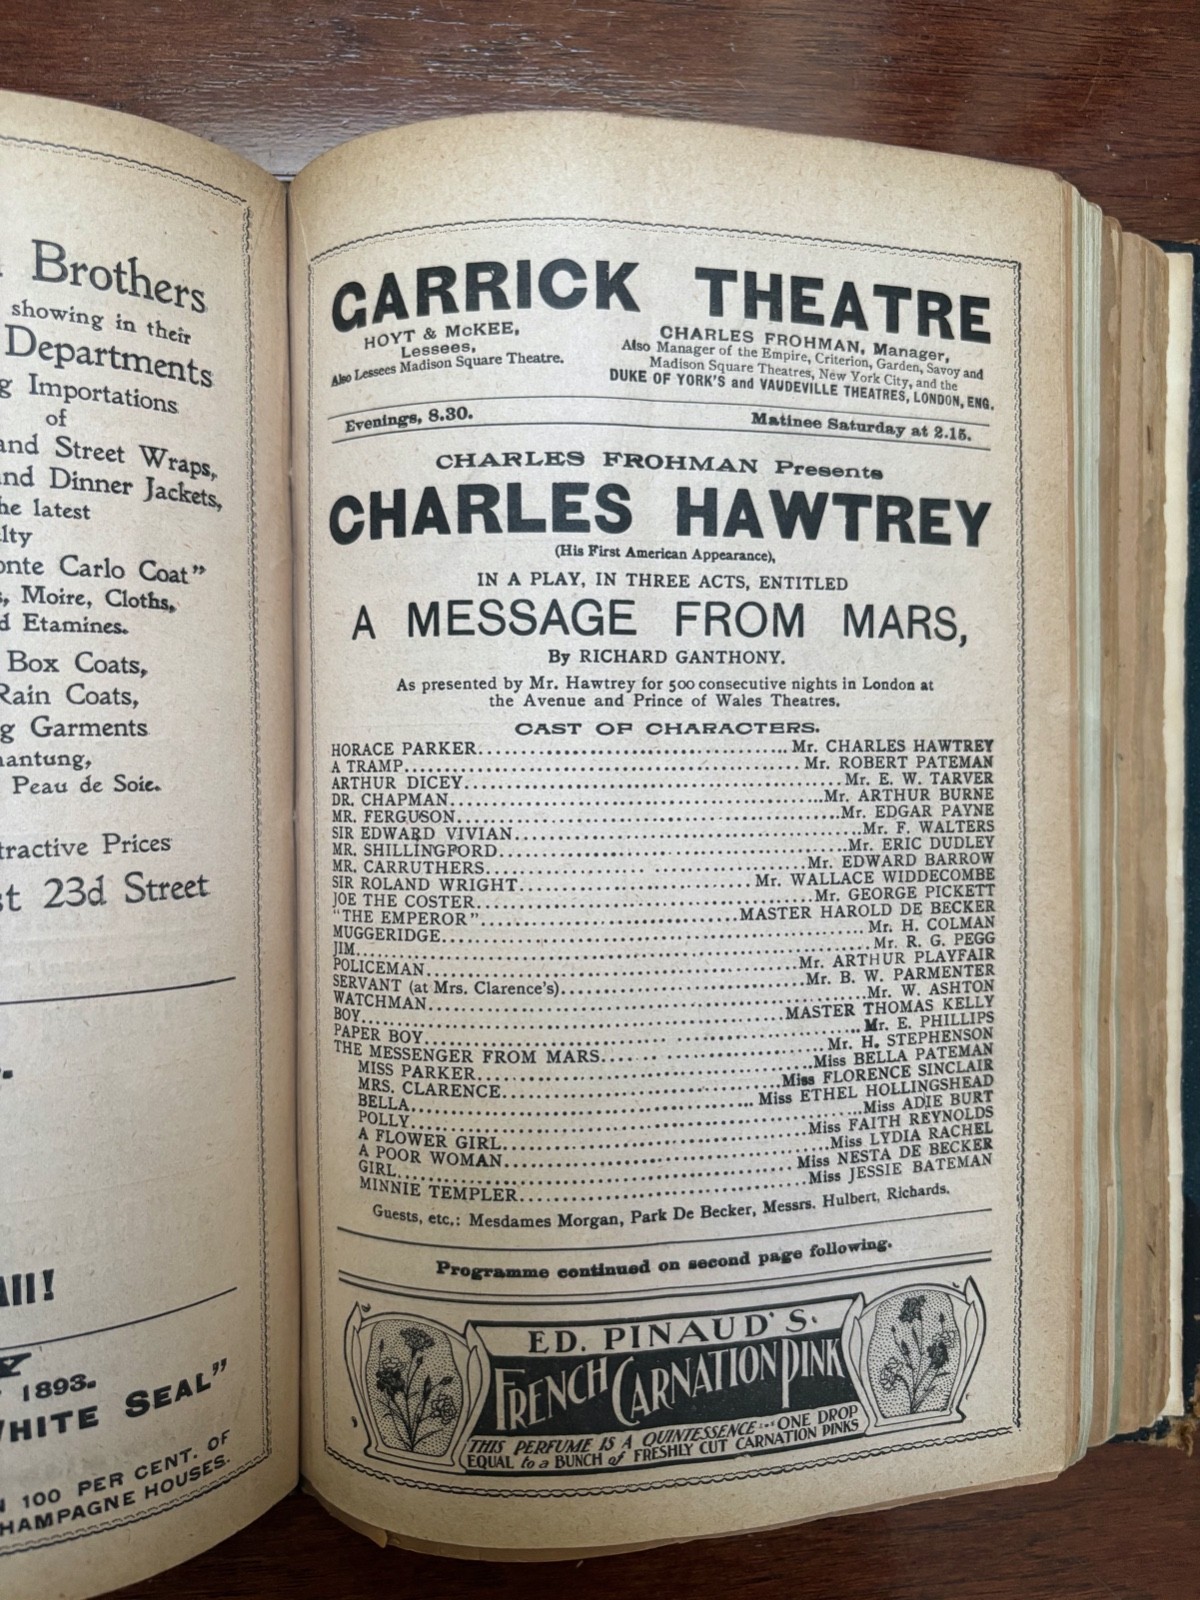 Brothers
showing in their
Departments
g Importations
of
and Street Wraps,
and Dinner Jackets,
he latest
lty
onte Carlo Coat"
s, Moire, Cloths,
d Etamines.
Box Coats,
Rain Coats,
g Garments
hantung,
Peau de Soie.
tractive Prices
st 23d Street
All!
Y
1893.
WHITE SEAL"
N 100 PER CENT. OF
HAMPAGNE HOUSES.
GARRICK THEATRE
HOYT & McKEE,
Lessees,
Also Lessees Madison Square Theatre.
CHARLES FROHMAN, Manager,
Also Manager of the Empire, Criterion, Garden, Savoy and
Madison Square Theatres, New York City, and the
DUKE OF YORK'S and VAUDEVILLE THEATRES, LONDON, ENG.
Evenings, 8.30. Matinee Saturday at 2.15.
CHARLES FROHMAN Presents
CHARLES HAWTREY
(His First American Appearance),
IN A PLAY, IN THREE ACTS, ENTITLED
A MESSAGE FROM MARS,
By RICHARD GANTHONY.
As presented by Mr. Hawtrey for 500 consecutive nights in London at
the Avenue and Prince of Wales Theatres.
CAST OF CHARACTERS.
HORACE PARKER...Mr. CHARLES HAWTREY
A TRAMP...Mr. ROBERT PATEMAN
ARTHUR DICEY...Mr. E. W. TARVER
DR. CHAPMAN...Mr. ARTHUR BURNE
MR. FERGUSON...Mr. EDGAR PAYNE
SIR EDWARD VIVIAN...Mr. F. WALTERS
MR. SHILLINGFORD...Mr. ERIC DUDLEY
MR. CARRUTHERS...Mr. EDWARD BARROW
SIR ROLAND WRIGHT...Mr. WALLACE WIDDECOMBE
JOE THE COSTER...Mr. GEORGE PICKETT
"THE EMPEROR"...MASTER HAROLD DE BECKER
MUGGERIDGE...Mr. H. COLMAN
JIM...Mr. R. G. PEGG
POLICEMAN...Mr. ARTHUR PLAYFAIR
SERVANT (at Mrs. Clarence's)...Mr. B. W. PARMENTER
WATCHMAN...Mr. W. ASHTON
BOY...MASTER THOMAS KELLY
PAPER BOY...Mr. E. PHILLIPS
THE MESSENGER FROM MARS...Mr. H. STEPHENSON
MISS PARKER...Miss BELLA PATEMAN
MRS. CLARENCE...Miss FLORENCE SINCLAIR
BELLA...Miss ETHEL HOLLINGSHEAD
POLLY...Miss ADIE BURT
A FLOWER GIRL...Miss FAITH REYNOLDS
A POOR WOMAN...Miss LYDIA RACHEL
GIRL...Miss NESTA DE BECKER
MINNIE TEMPLER...Miss JESSIE BATEMAN
Guests, etc.: Mesdames Morgan, Park De Becker, Messrs. Hulbert, Richards.
Programme continued on second page following.
ED. PINAUD'S
FRENCH CARNATION PINK
THIS PERFUME IS A QUINTESSENCE:- ONE DROP
EQUAL to a BUNCH of FRESHLY CUT CARNATION PINKS